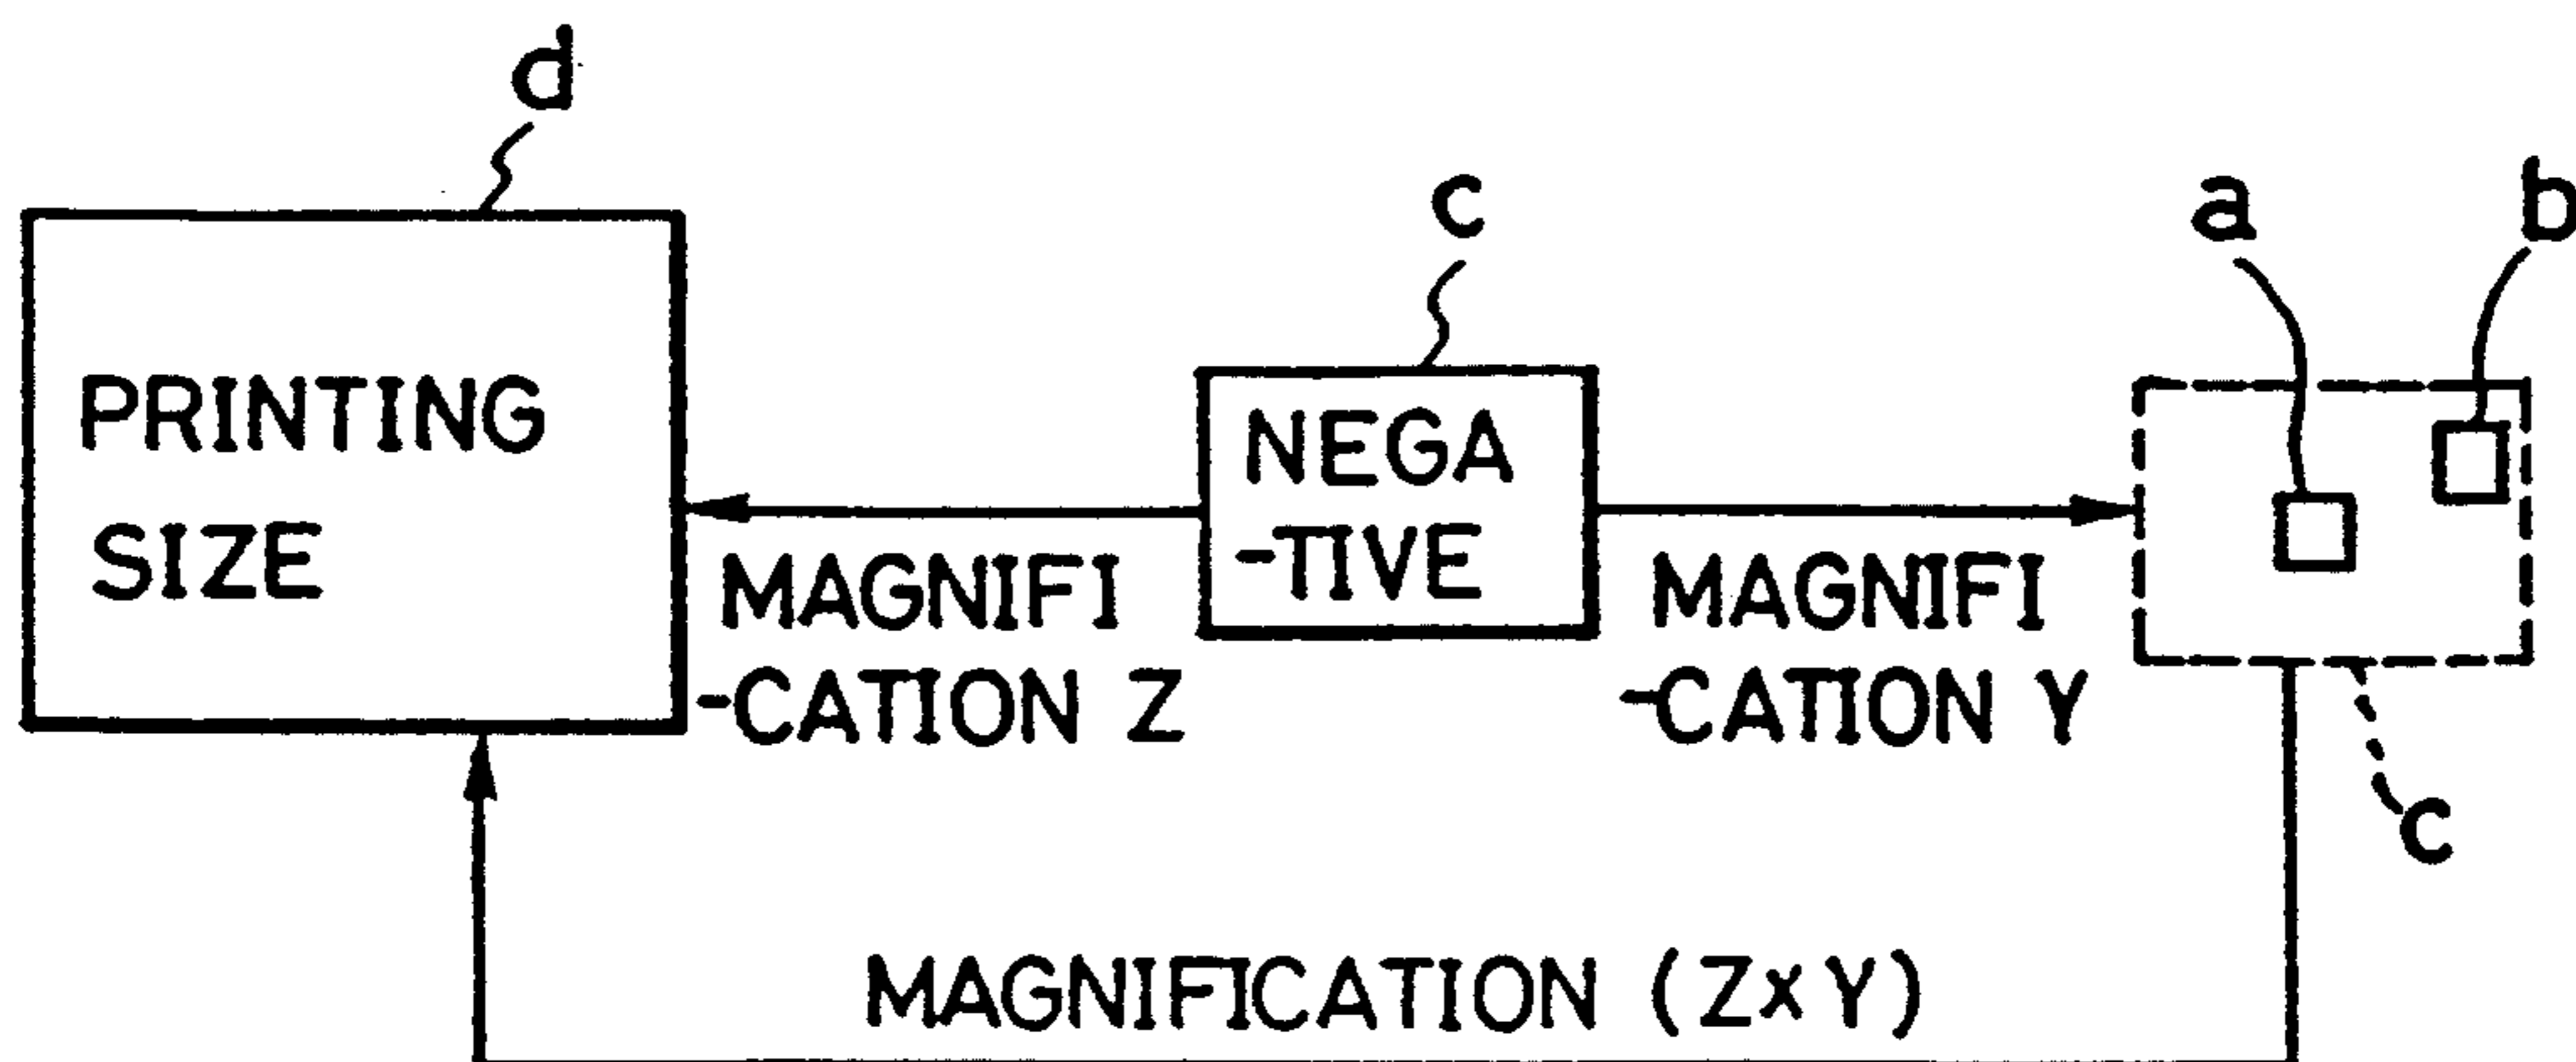 d
c
a
b
PRINTING
SIZE
NEGA
-TIVE
MAGNIFI
-CATION Z
MAGNIFI
-CATION Y
c
MAGNIFICATION (Z×Y)